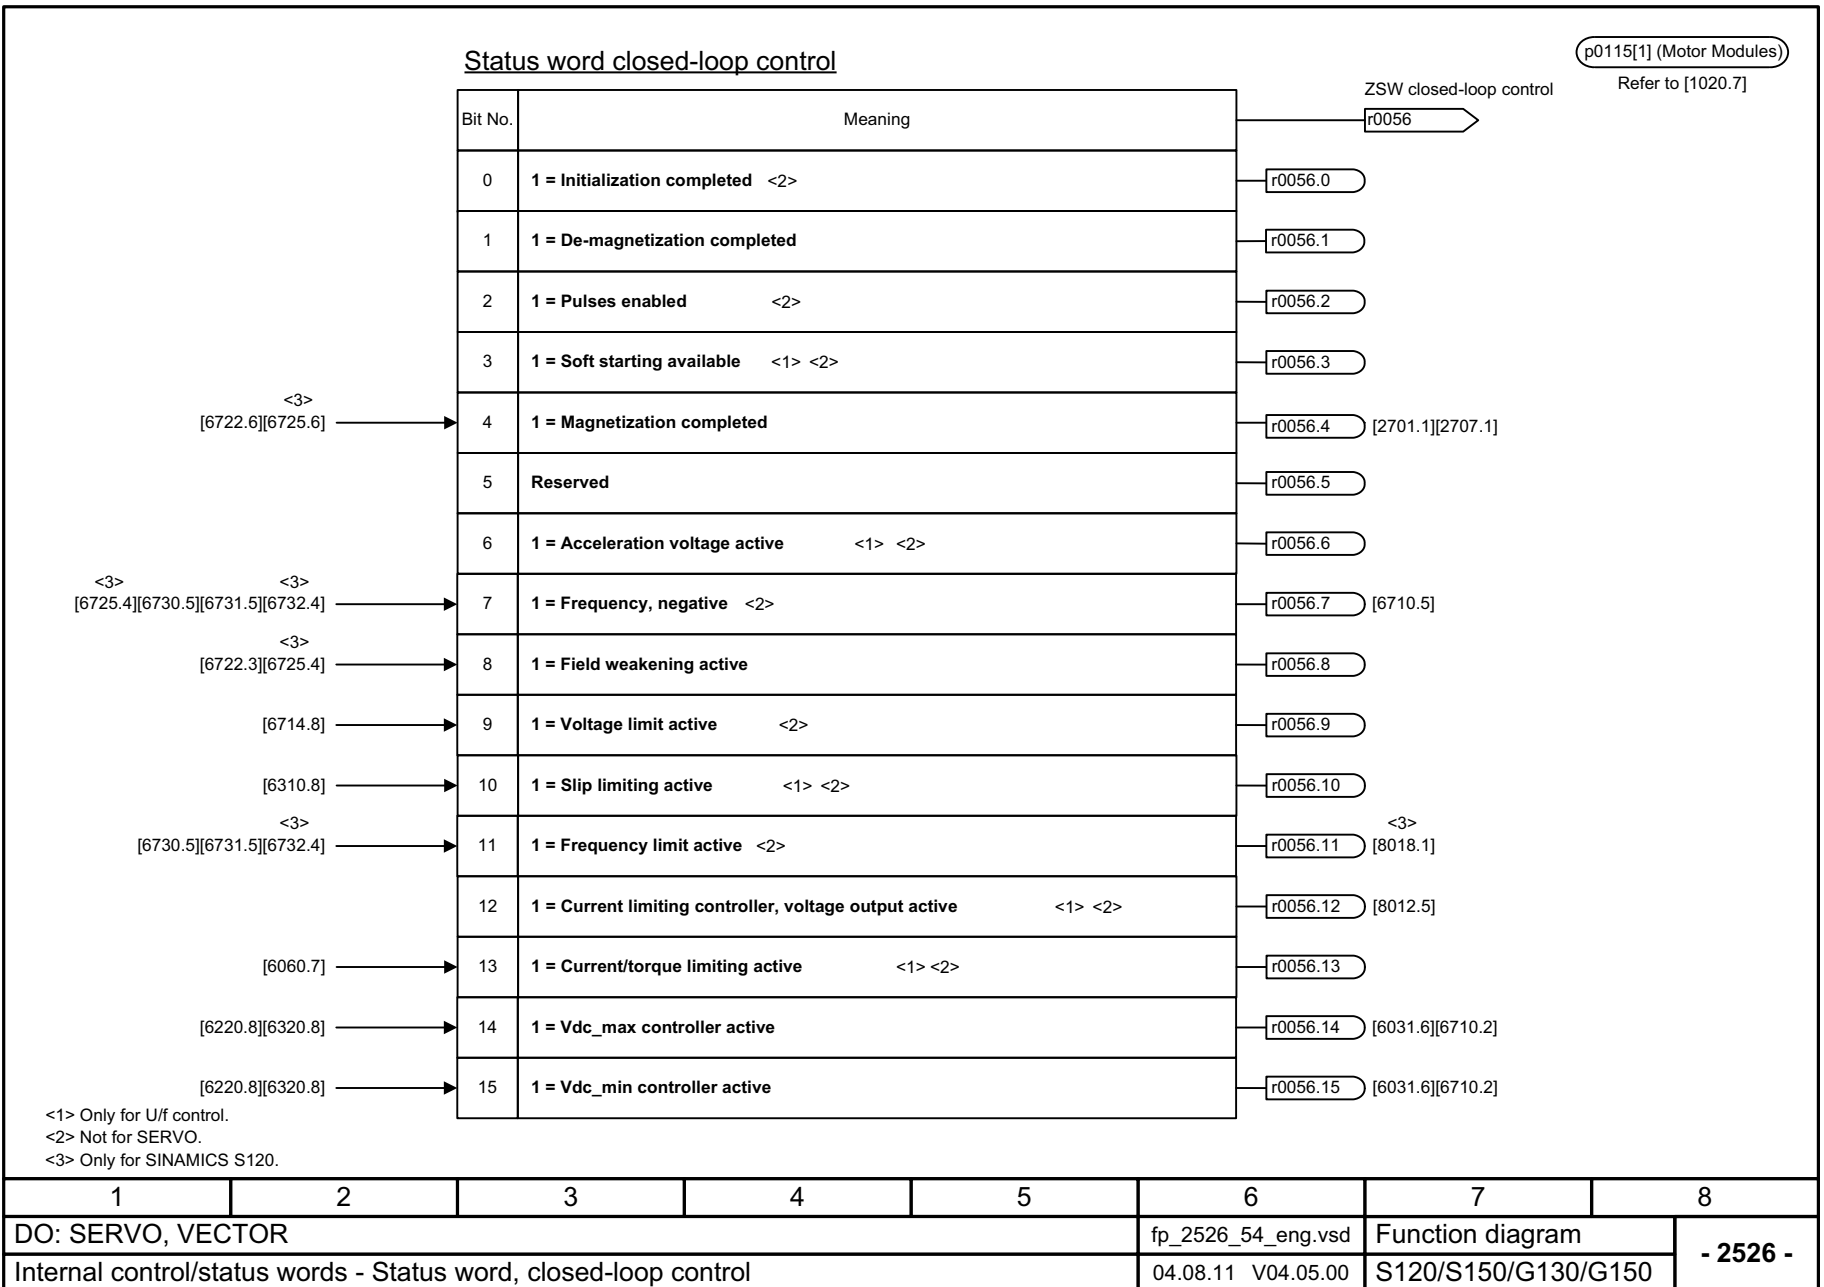 p0115[1] (Motor Modules)
Refer to [1020.7]
Status word closed-loop control
ZSW closed-loop control
Bit No. Meaning r0056
0 1 = Initialization completed <2> r0056.0
1 1 = De-magnetization completed r0056.1
2 1 = Pulses enabled <2> r0056.2
3 1 = Soft starting available <1> <2> r0056.3
<3>
[6722.6][6725.6] 4 1 = Magnetization completed r0056.4 [2701.1][2707.1]
5 Reserved r0056.5
6 1 = Acceleration voltage active <1> <2> r0056.6
<3> <3>
[6725.4][6730.5][6731.5][6732.4] 7 1 = Frequency, negative <2> r0056.7 [6710.5]
<3>
[6722.3][6725.4] 8 1 = Field weakening active r0056.8
[6714.8] 9 1 = Voltage limit active <2> r0056.9
[6310.8] 10 1 = Slip limiting active <1> <2> r0056.10
<3> <3>
[6730.5][6731.5][6732.4] 11 1 = Frequency limit active <2> r0056.11 [8018.1]
12 1 = Current limiting controller, voltage output active <1> <2> r0056.12 [8012.5]
[6060.7] 13 1 = Current/torque limiting active <1> <2> r0056.13
[6220.8][6320.8] 14 1 = Vdc_max controller active r0056.14 [6031.6][6710.2]
[6220.8][6320.8] 15 1 = Vdc_min controller active r0056.15 [6031.6][6710.2]
<1> Only for U/f control.
<2> Not for SERVO.
<3> Only for SINAMICS S120.
1 2 3 4 5 6 7 8
DO: SERVO, VECTOR fp_2526_54_eng.vsd Function diagram - 2526 -
Internal control/status words - Status word, closed-loop control 04.08.11 V04.05.00 S120/S150/G130/G150